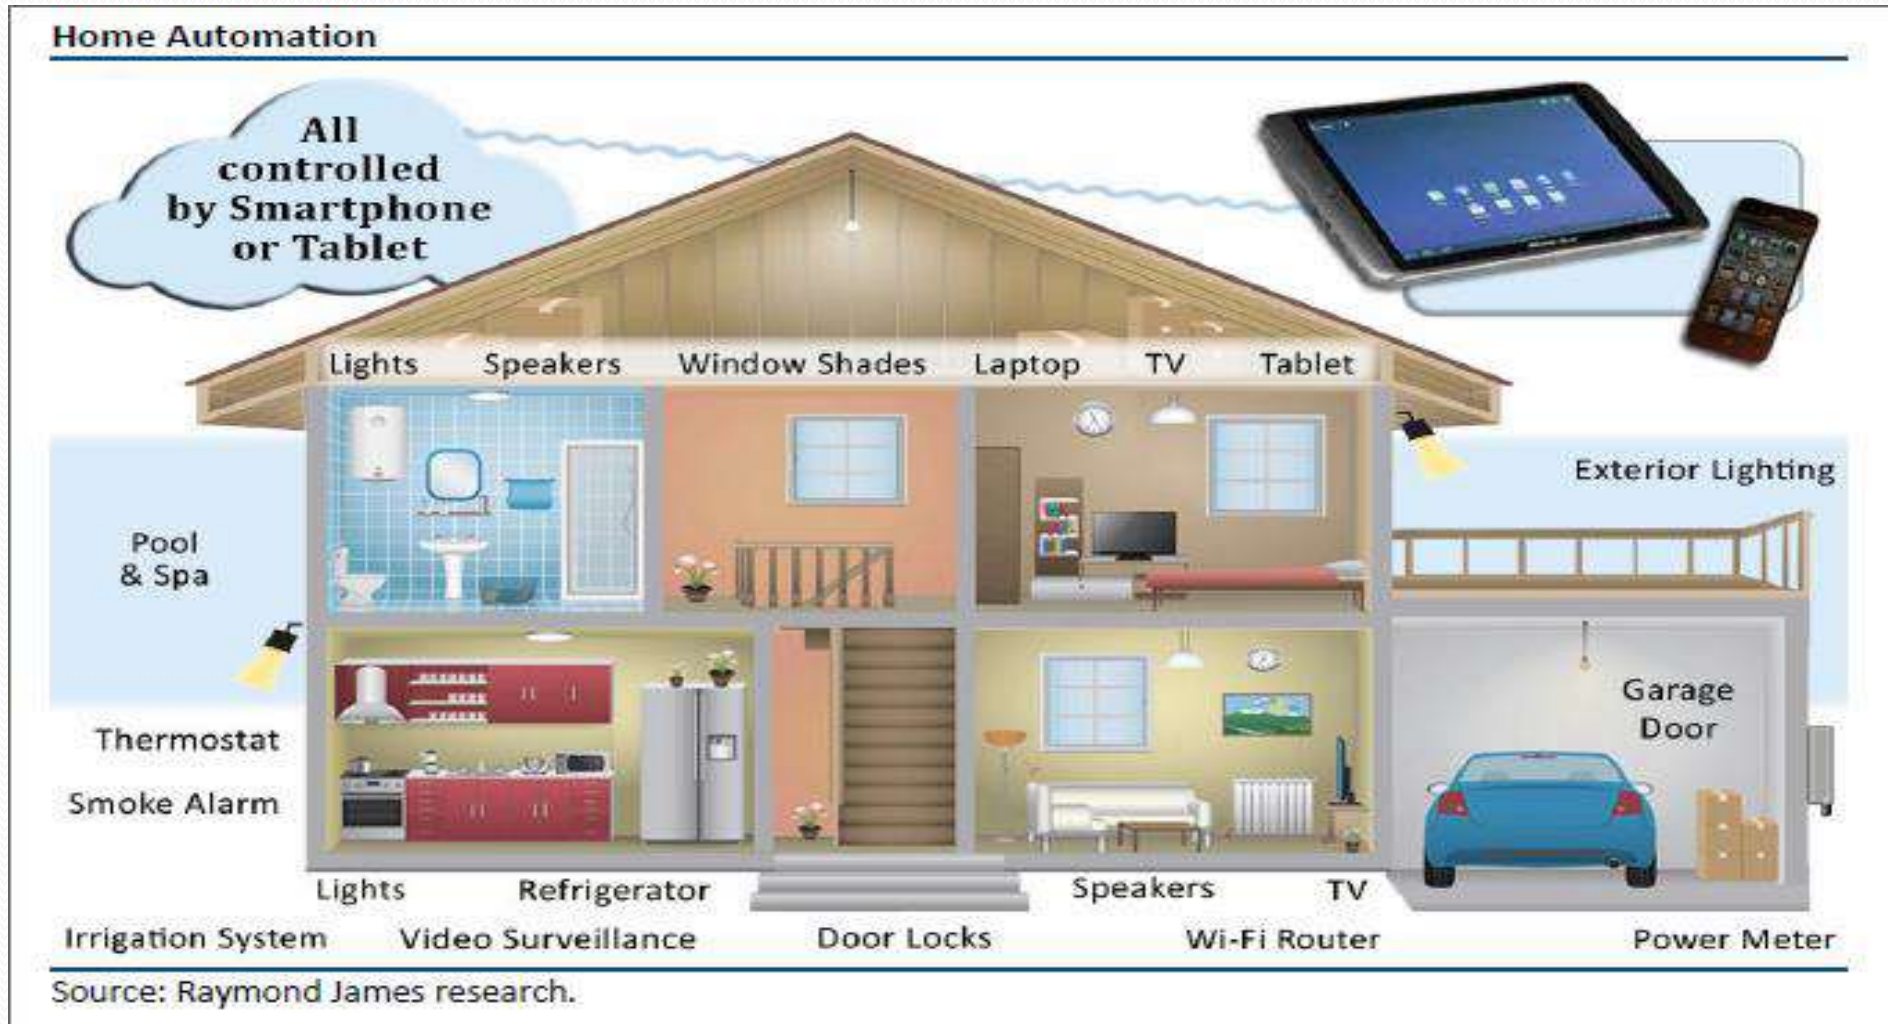 Home Automation
All
controlled
by Smartphone
or Tablet
Lights Speakers Window Shades Laptop TV Tablet
Exterior Lighting
Pool
& Spa
Garage
Door
Thermostat
Smoke Alarm
Lights Refrigerator Speakers TV
Irrigation System Video Surveillance Door Locks Wi-Fi Router Power Meter
Source: Raymond James research.